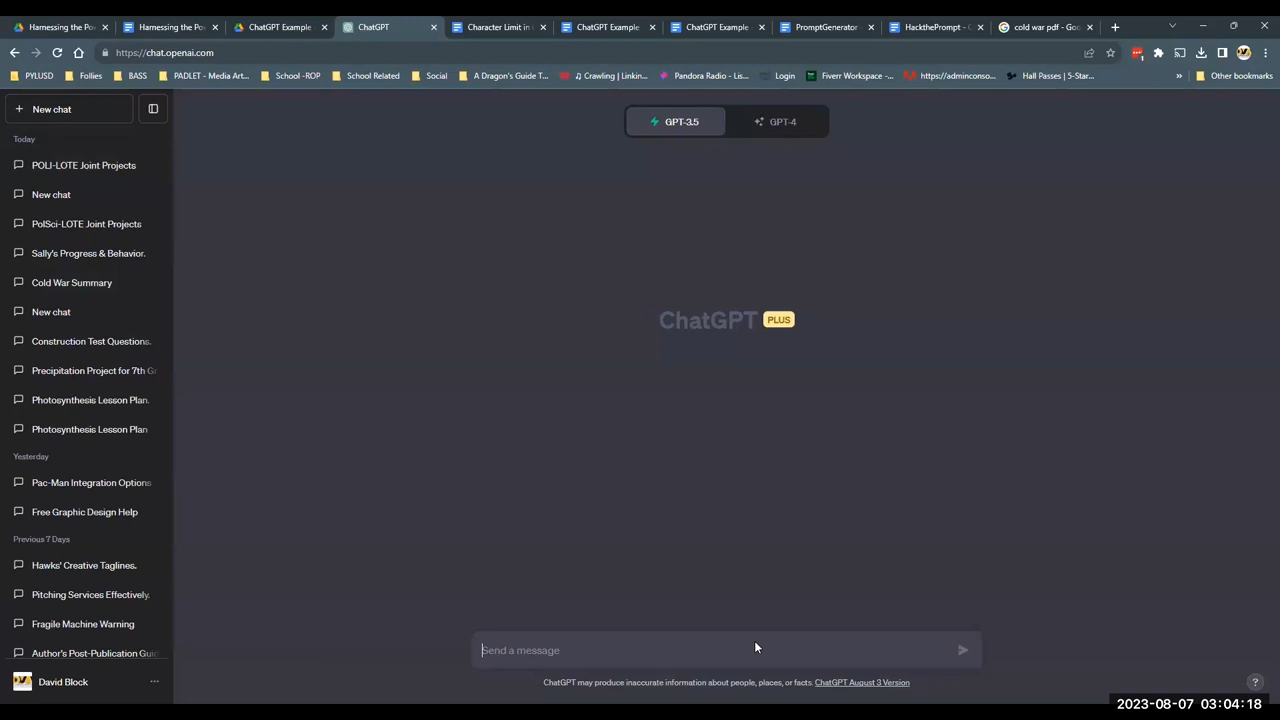 Harnessing the Po
Harnessing the Po
ChatGPT Example
ChatGPT
Character Limit in
ChatGPT Example
ChatGPT Example
PromptGenerator
HackthePrompt - G
cold war pdf - Goo
https://chat.openai.com
PYLUSD
Follies
BASS
PADLET - Media Art...
School -ROP
School Related
Social
A Dragon's Guide T...
Crawling | Linkin...
Pandora Radio - Lis...
Login
Fiverr Workspace -...
https://adminconso...
Hall Passes | 5-Star...
»
Other bookmarks
New chat
GPT-3.5
GPT-4
Today
POLI-LOTE Joint Projects
New chat
PolSci-LOTE Joint Projects
Sally's Progress & Behavior.
Cold War Summary
New chat
Construction Test Questions.
Precipitation Project for 7th Gr
Photosynthesis Lesson Plan.
Photosynthesis Lesson Plan
Yesterday
Pac-Man Integration Options
Free Graphic Design Help
Previous 7 Days
Hawks' Creative Taglines.
Pitching Services Effectively.
Fragile Machine Warning
Author's Post-Publication Guid
David Block
ChatGPT PLUS
Send a message
ChatGPT may produce inaccurate information about people, places, or facts. ChatGPT August 3 Version
?
2023-08-07 03:04:18